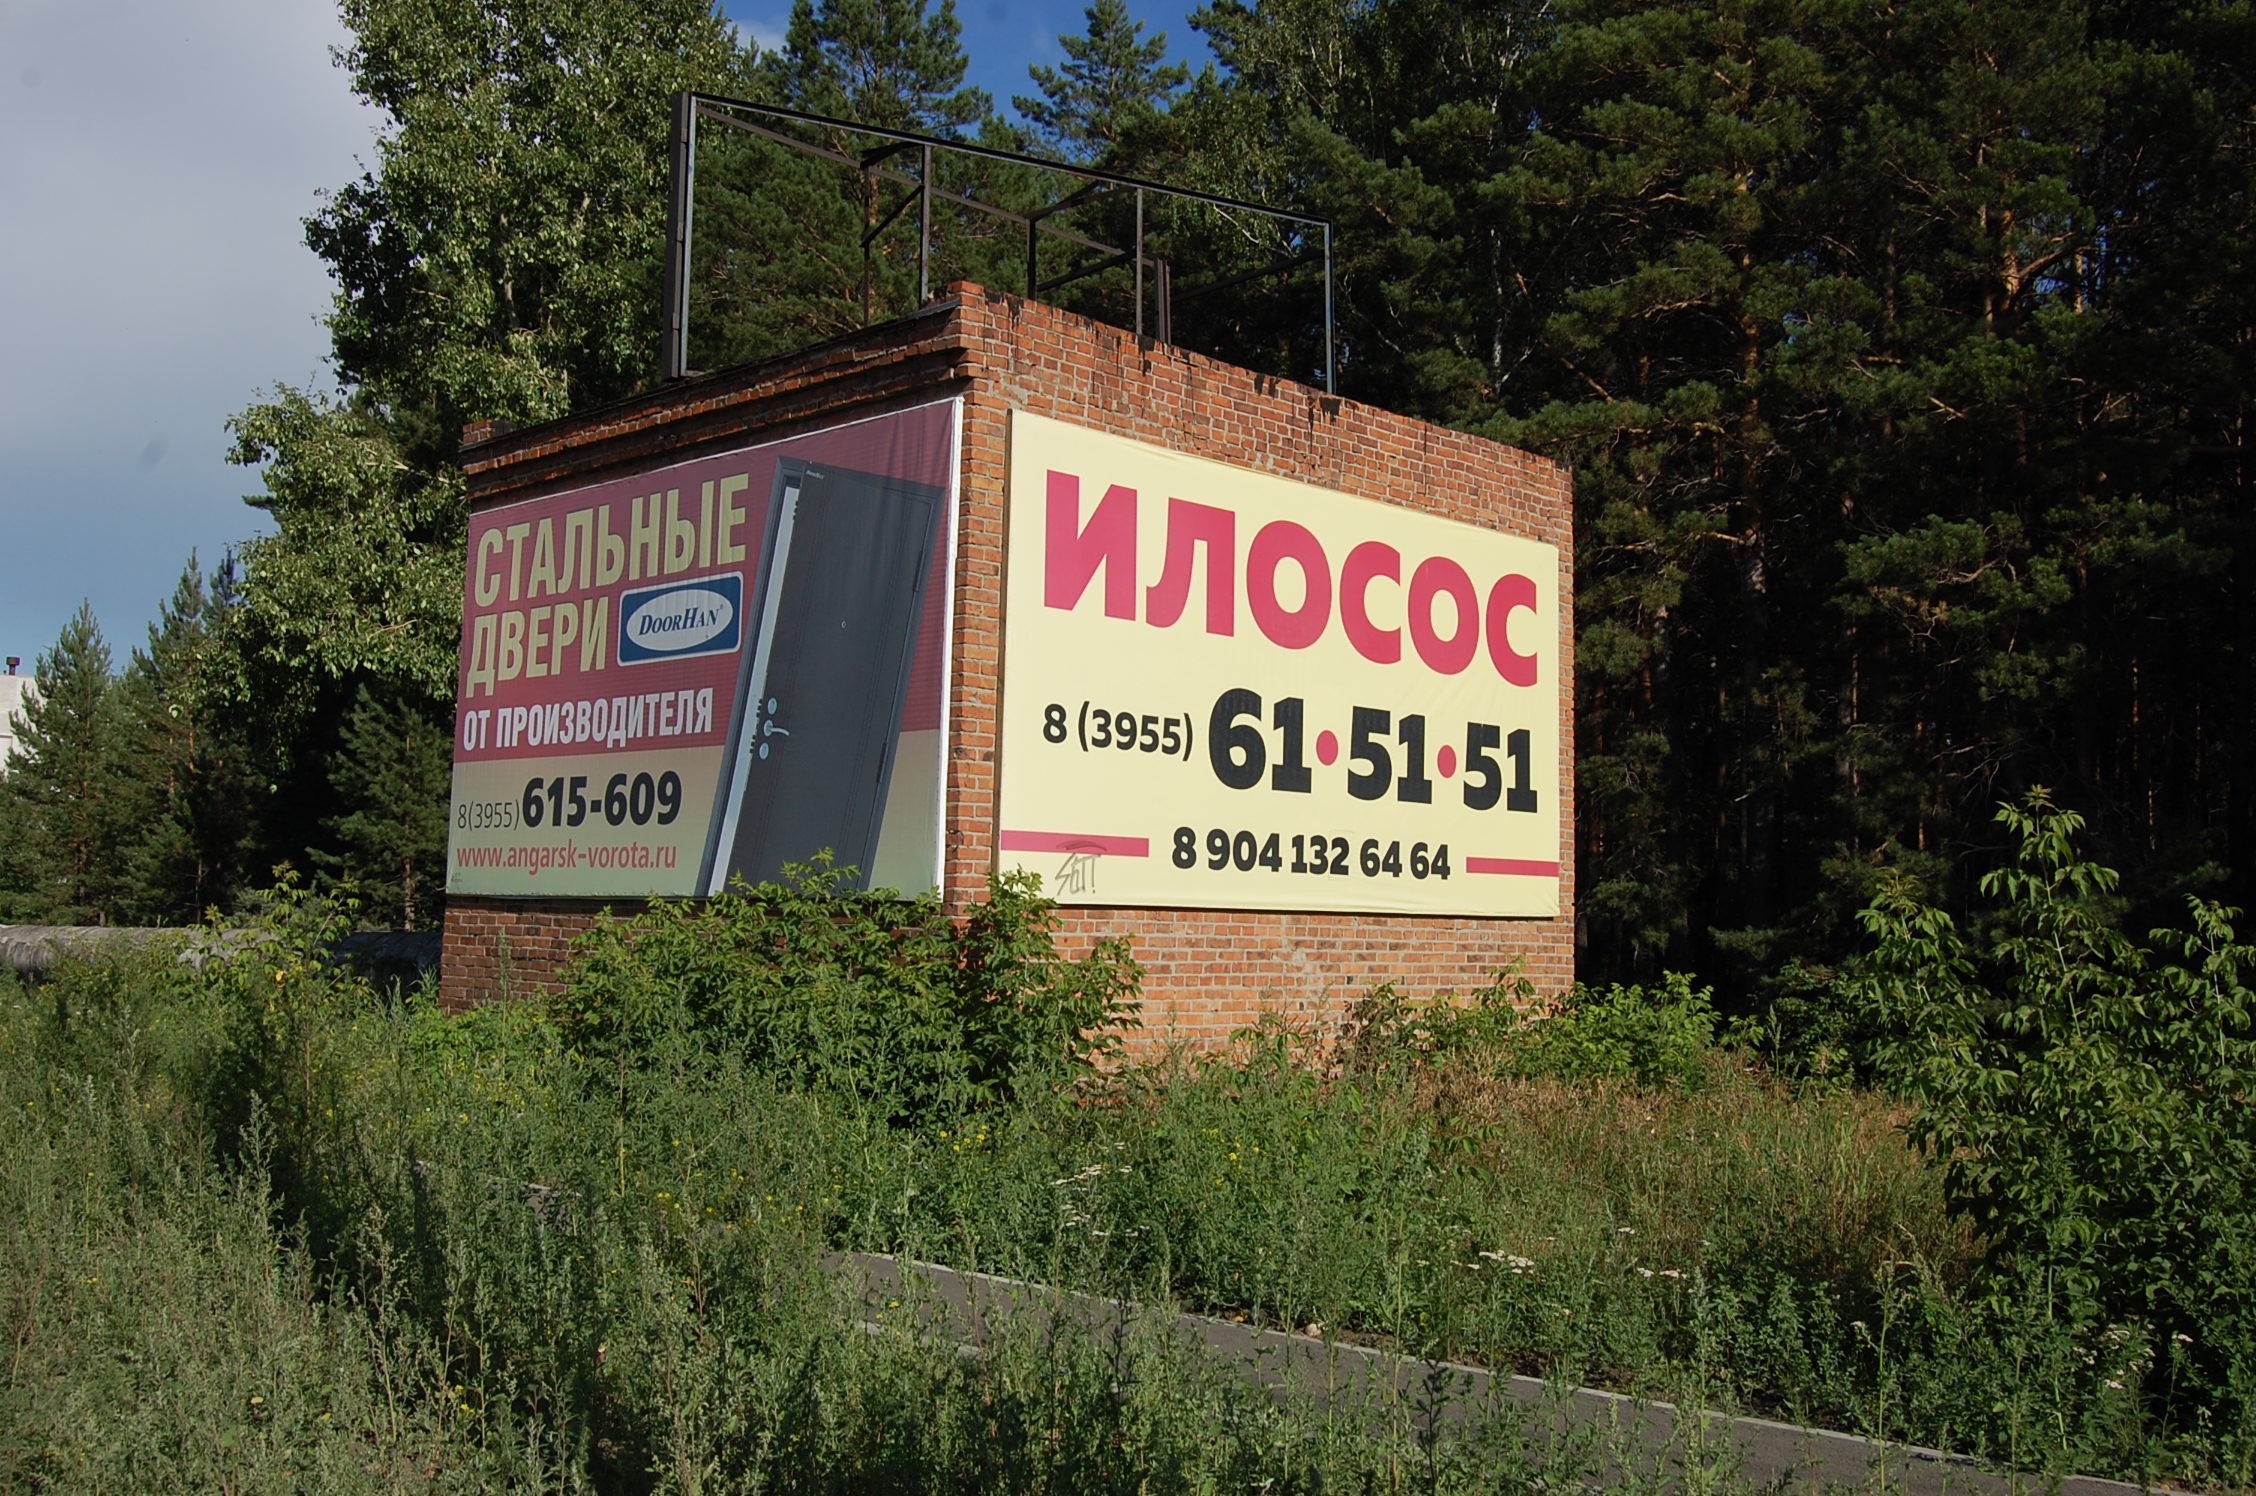 СТАЛЬНЫЕ
ДВЕРИ
DOORHAN
ОТ ПРОИЗВОДИТЕЛЯ
8(3955)615-609
www.angarsk-vorota.ru
ИЛОСОС
8 (3955) 61•51•51
8 904 132 64 64